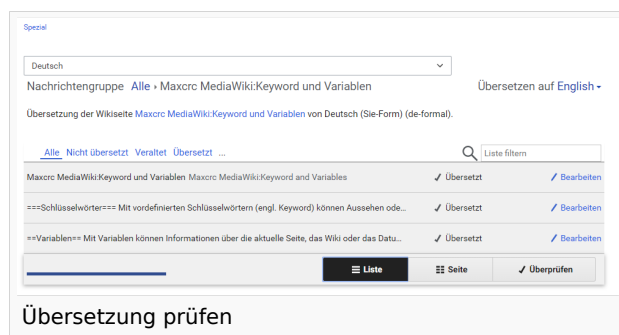 Spezial
Deutsch
Nachrichtengruppe Alle › Maxcrc MediaWiki:Keyword und Variablen Übersetzen auf English
Übersetzung der Wikiseite Maxcrc MediaWiki:Keyword und Variablen von Deutsch (Sie-Form) (de-formal).
Alle Nicht übersetzt Veraltet Übersetzt ... Liste filtern
Maxcrc MediaWiki:Keyword und Variablen Maxcrc MediaWiki:Keyword and Variables Übersetzt Bearbeiten
===Schlüsselwörter=== Mit vordefinierten Schlüsselwörtern (engl. Keyword) können Aussehen ode... Übersetzt Bearbeiten
==Variablen== Mit Variablen können Informationen über die aktuelle Seite, das Wiki oder das Datu... Übersetzt Bearbeiten
Liste Seite Überprüfen
Übersetzung prüfen